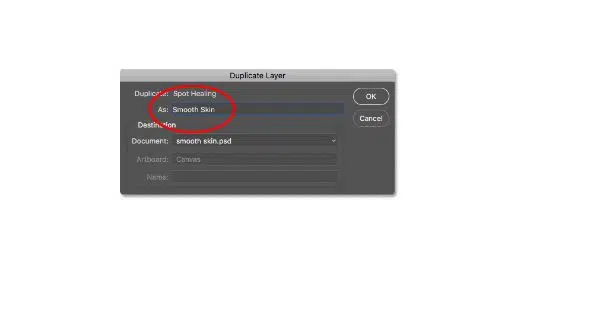 Duplicate Layer
Duplicate: Spot Healing
OK
As: Smooth Skin
Cancel
Destination
Document: smooth skin.psd
Artboard: Canvas
Name: